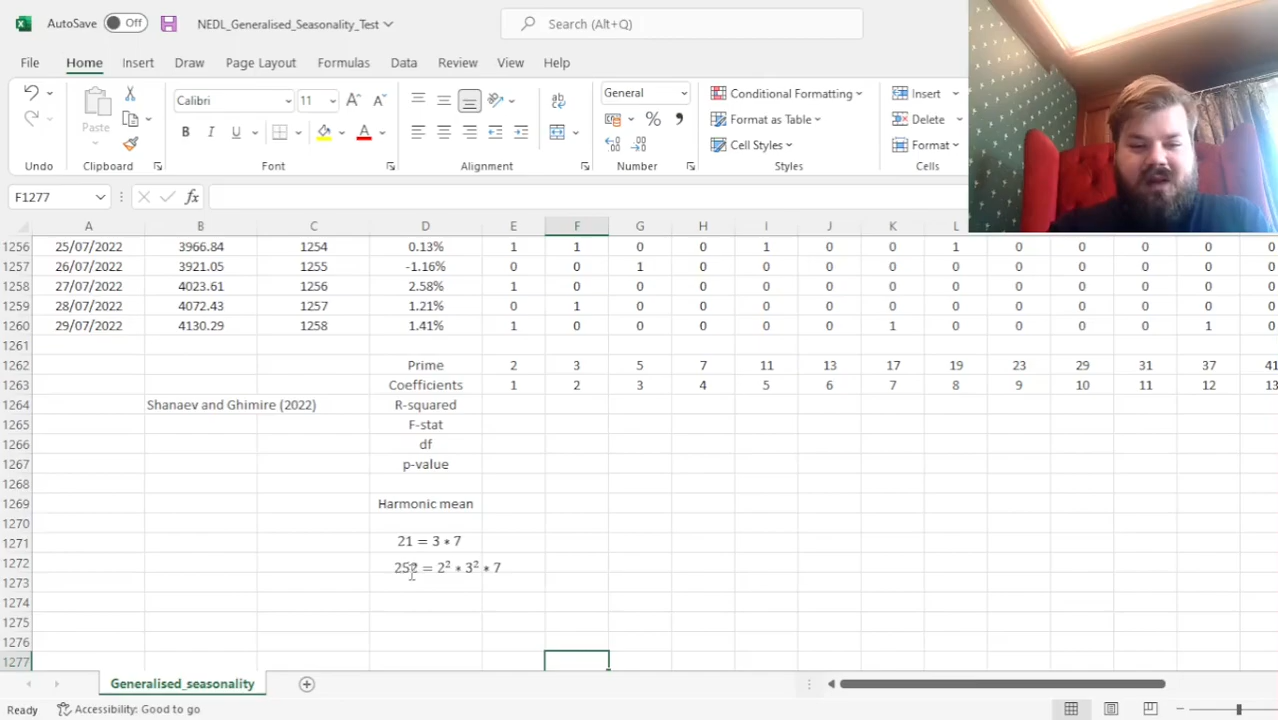 AutoSave Off NEDL_Generalised_Seasonality_Test Search (Alt+Q)
File Home Insert Draw Page Layout Formulas Data Review View Help
Calibri 11 General Conditional Formatting Insert
Paste B I U A % Format as Table Delete
Cell Styles Format
Undo Clipboard Font Alignment Number Styles Cells
F1277 fx
A B C D E F G H I J K L
1256 25/07/2022 3966.84 1254 0.13% 1 1 0 0 1 0 0 1 0 0 0 0 0
1257 26/07/2022 3921.05 1255 -1.16% 0 0 1 0 0 0 0 0 0 0 0 0 0
1258 27/07/2022 4023.61 1256 2.58% 1 0 0 0 0 0 0 0 0 0 0 0 0
1259 28/07/2022 4072.43 1257 1.21% 0 1 0 0 0 0 0 0 0 0 0 0 0
1260 29/07/2022 4130.29 1258 1.41% 1 0 0 0 0 0 1 0 0 0 0 1 0
1261
1262 Prime 2 3 5 7 11 13 17 19 23 29 31 37 41
1263 Coefficients 1 2 3 4 5 6 7 8 9 10 11 12 13
1264 Shanaev and Ghimire (2022) R-squared
1265 F-stat
1266 df
1267 p-value
1268
1269 Harmonic mean
1270
1271 21 = 3 * 7
1272 252 = 2² * 3² * 7
1273
1274
1275
1276
1277
Generalised_seasonality
Ready Accessibility: Good to go